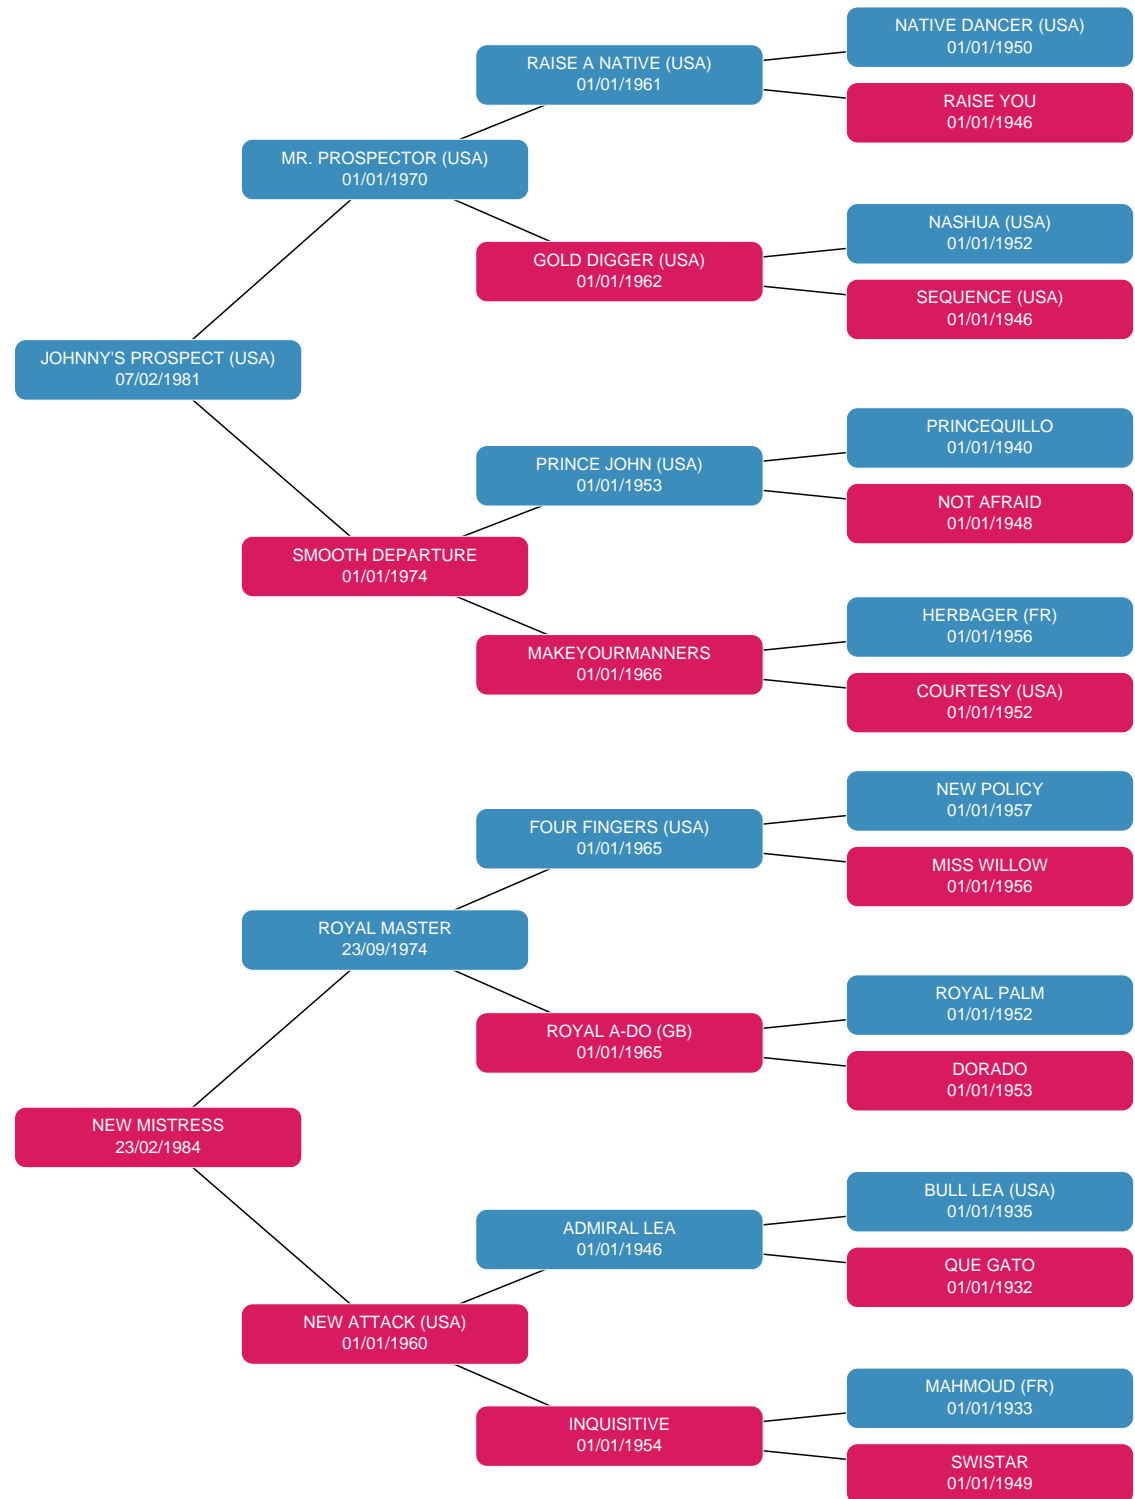 NATIVE DANCER (USA)
01/01/1950
RAISE A NATIVE (USA)
01/01/1961
RAISE YOU
01/01/1946
MR. PROSPECTOR (USA)
01/01/1970
NASHUA (USA)
01/01/1952
GOLD DIGGER (USA)
01/01/1962
SEQUENCE (USA)
01/01/1946
JOHNNY'S PROSPECT (USA)
07/02/1981
PRINCEQUILLO
01/01/1940
PRINCE JOHN (USA)
01/01/1953
NOT AFRAID
01/01/1948
SMOOTH DEPARTURE
01/01/1974
HERBAGER (FR)
01/01/1956
MAKEYOURMANNERS
01/01/1966
COURTESY (USA)
01/01/1952
NEW POLICY
01/01/1957
FOUR FINGERS (USA)
01/01/1965
MISS WILLOW
01/01/1956
ROYAL MASTER
23/09/1974
ROYAL PALM
01/01/1952
ROYAL A-DO (GB)
01/01/1965
DORADO
01/01/1953
NEW MISTRESS
23/02/1984
BULL LEA (USA)
01/01/1935
ADMIRAL LEA
01/01/1946
QUE GATO
01/01/1932
NEW ATTACK (USA)
01/01/1960
MAHMOUD (FR)
01/01/1933
INQUISITIVE
01/01/1954
SWISTAR
01/01/1949